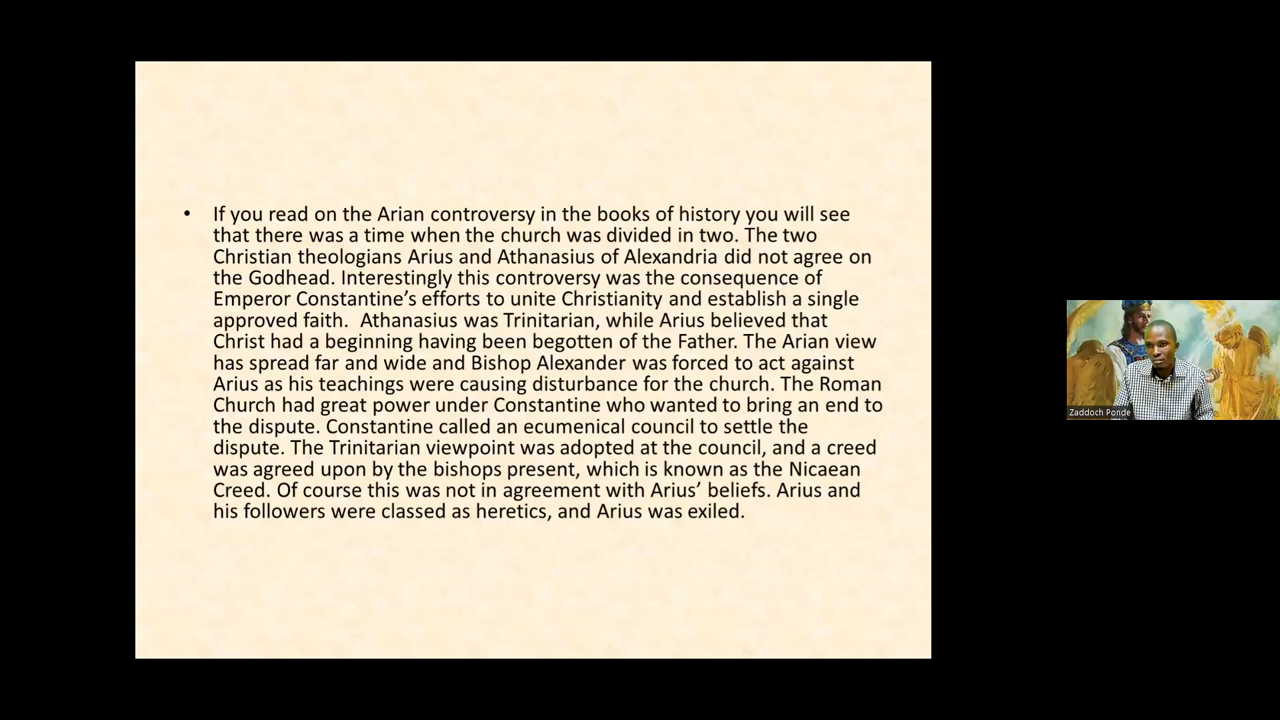 • If you read on the Arian controversy in the books of history you will see
that there was a time when the church was divided in two. The two
Christian theologians Arius and Athanasius of Alexandria did not agree on
the Godhead. Interestingly this controversy was the consequence of
Emperor Constantine’s efforts to unite Christianity and establish a single
approved faith.  Athanasius was Trinitarian, while Arius believed that
Christ had a beginning having been begotten of the Father. The Arian view
has spread far and wide and Bishop Alexander was forced to act against
Arius as his teachings were causing disturbance for the church. The Roman
Church had great power under Constantine who wanted to bring an end to
the dispute. Constantine called an ecumenical council to settle the
dispute. The Trinitarian viewpoint was adopted at the council, and a creed
was agreed upon by the bishops present, which is known as the Nicaean
Creed. Of course this was not in agreement with Arius’ beliefs. Arius and
his followers were classed as heretics, and Arius was exiled.
Zaddoch Ponde